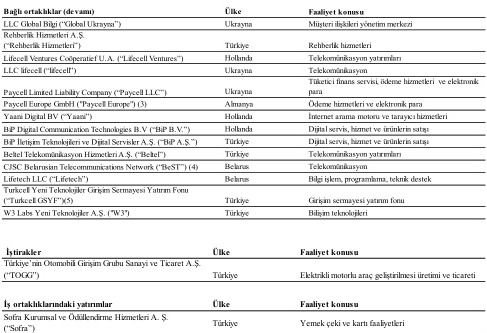 Bağlı ortaklıklar (devamı) Ülke Faaliyet konusu
LLC Global Bilgi (“Global Ukrayna”) Ukrayna Müşteri ilişkileri yönetim merkezi
Rehberlik Hizmetleri A.Ş.
(“Rehberlik Hizmetleri”) Türkiye Rehberlik hizmetleri
Lifecell Ventures Coöperatief U.A. (“Lifecell Ventures”) Hollanda Telekomünikasyon yatırımları
LLC lifecell (“lifecell”) Ukrayna Telekomünikasyon
Tüketici finans servisi, ödeme hizmetleri ve elektronik
Paycell Limited Liability Company (“Paycell LLC”) Ukrayna para
Paycell Europe GmbH ("Paycell Europe") (3) Almanya Ödeme hizmetleri ve elektronik para
Yaani Digital BV (“Yaani”) Hollanda İnternet arama motoru ve tarayıcı hizmetleri
BiP Digital Communication Technologies B.V (“BiP B.V.”) Hollanda Dijital servis, hizmet ve ürünlerin satışı
BiP İletişim Teknolojileri ve Dijital Servisler A.Ş. (“BiP A.Ş.”) Türkiye Dijital servis, hizmet ve ürünlerin satışı
Beltel Telekomünikasyon Hizmetleri A.Ş. (“Beltel”) Türkiye Telekomünikasyon yatırımları
CJSC Belarusian Telecommunications Network (“BeST”) (4) Belarus Telekomünikasyon
Lifetech LLC (“Lifetech”) Belarus Bilgi işlem, programlama, teknik destek
Turkcell Yeni Teknolojiler Girişim Sermayesi Yatırım Fonu
(“Turkcell GSYF”)(5) Türkiye Girişim sermayesi yatırım fonu
W3 Labs Yeni Teknolojiler A.Ş. ("W3") Türkiye Bilişim teknolojileri
İştirakler Ülke Faaliyet konusu
Türkiye’nin Otomobili Girişim Grubu Sanayi ve Ticaret A.Ş.
(“TOGG”) Türkiye Elektrikli motorlu araç geliştirilmesi üretimi ve ticareti
İş ortaklıklarındaki yatırımlar Ülke Faaliyet konusu
Sofra Kurumsal ve Ödüllendirme Hizmetleri A. Ş.
(“Sofra”) Türkiye Yemek çeki ve kartı faaliyetleri